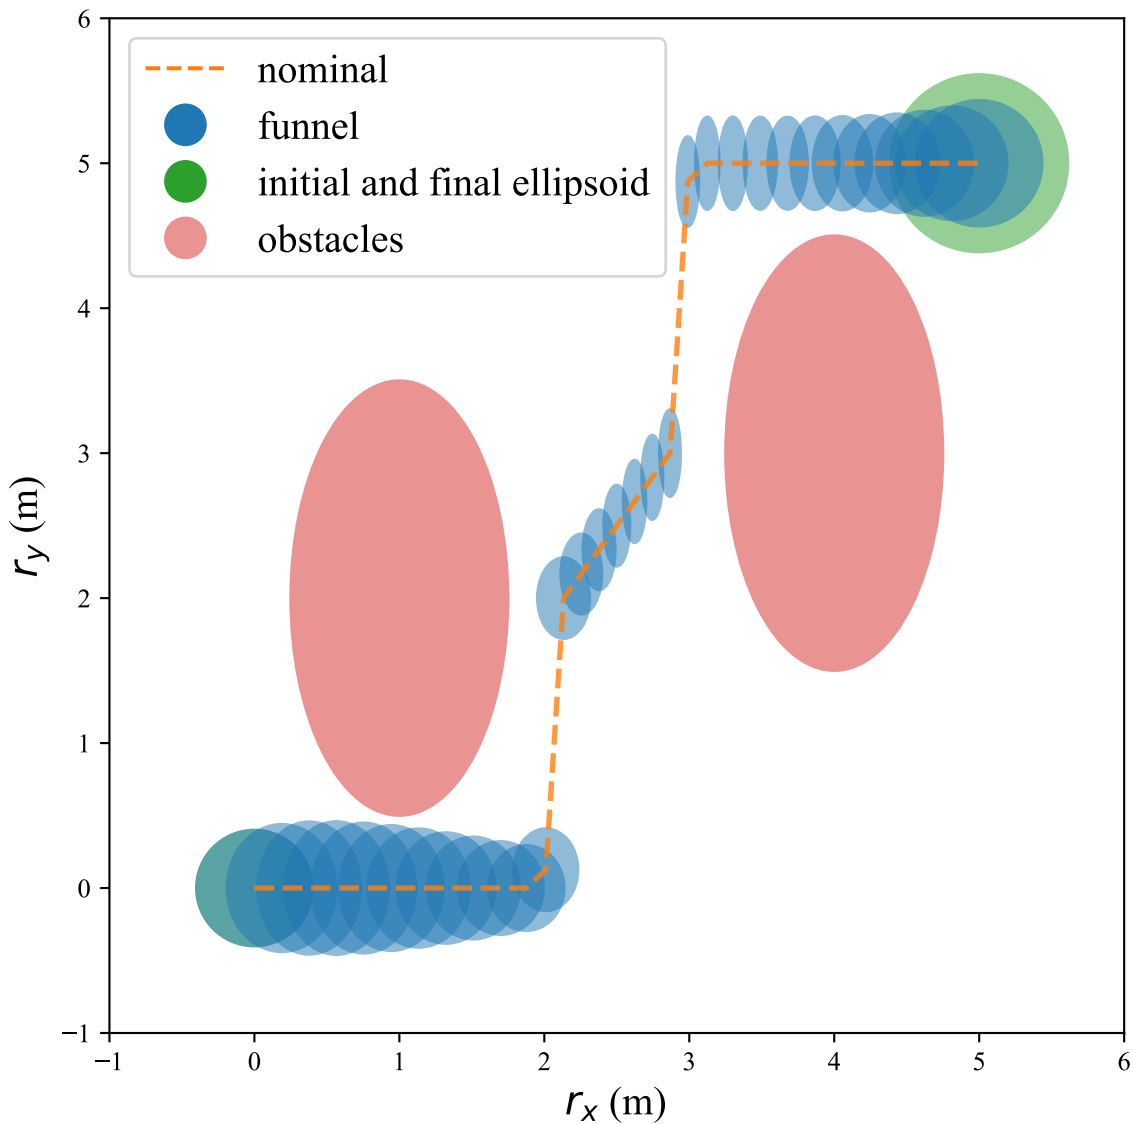 nominal
funnel
initial and final ellipsoid
obstacles
6
5
4
3
2
1
0
−1
r_y (m)
−1 0 1 2 3 4 5 6
r_x (m)